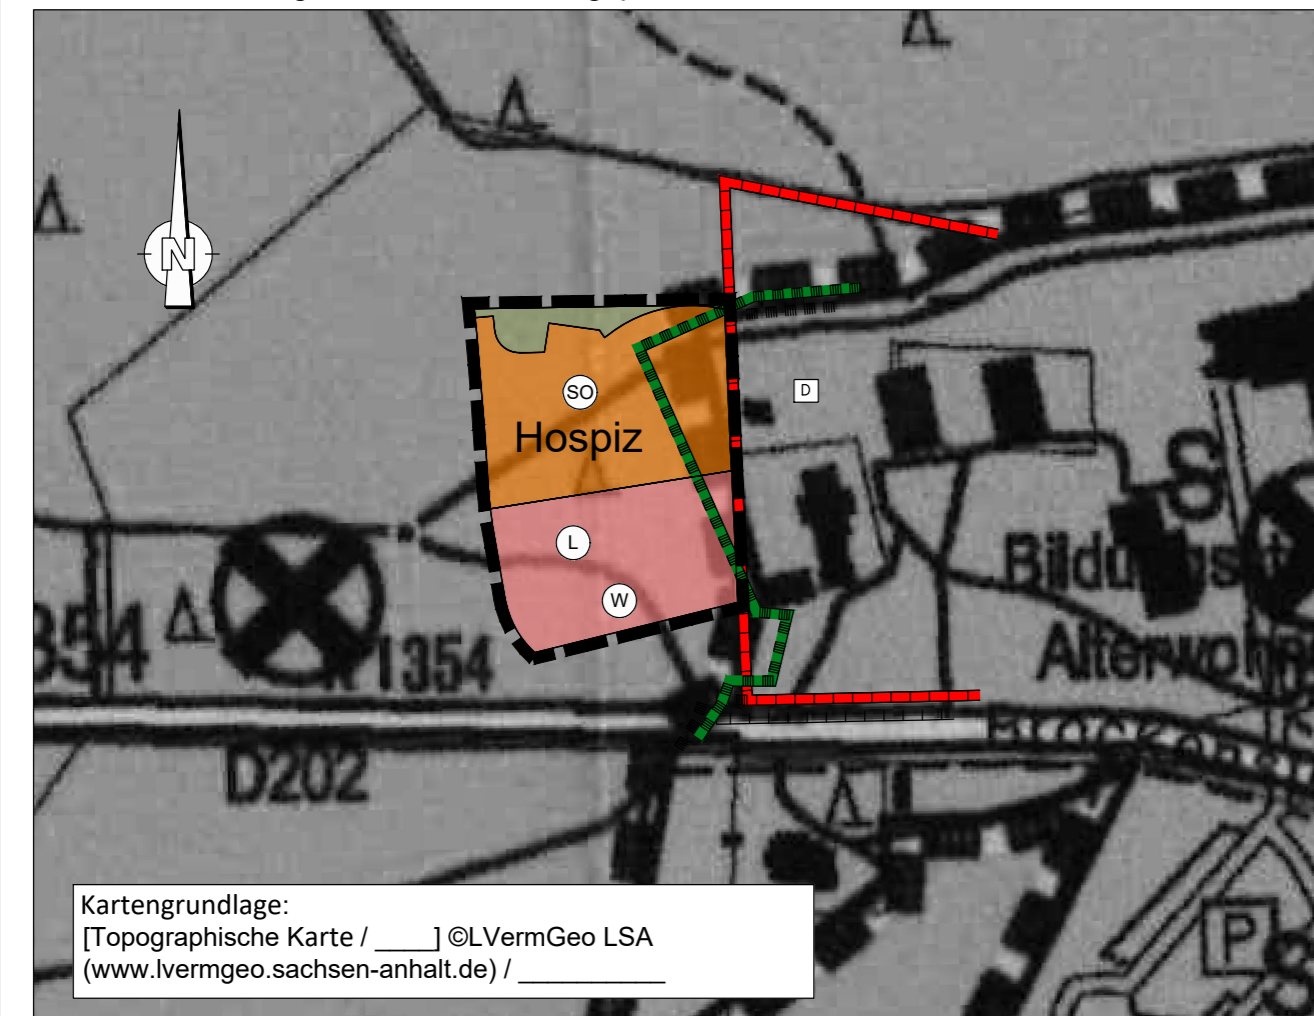 N
SO
Hospiz
D
L
W
354
1354
D202
P
Kartengrundlage:
[Topographische Karte / ____] ©LVermGeo LSA
(www.lvermgeo.sachsen-anhalt.de) / __________